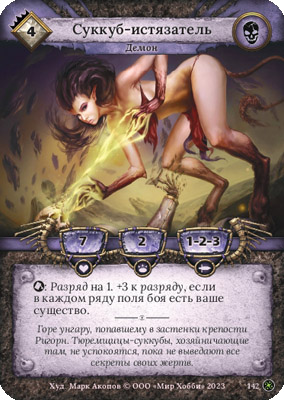 4
Суккуб-истязатель
Демон
7
2
1-2-3
: Разряд на 1. +3 к разряду, если
в каждом ряду поля боя есть ваше
существо.
Горе унгару, попавшему в застенки крепости
Ригорн. Тюремщицы-суккубы, хозяйничающие
там, не успокоятся, пока не выведают все
секреты своих жертв.
Худ. Марк Акопов © ООО «Мир Хобби» 2023
142